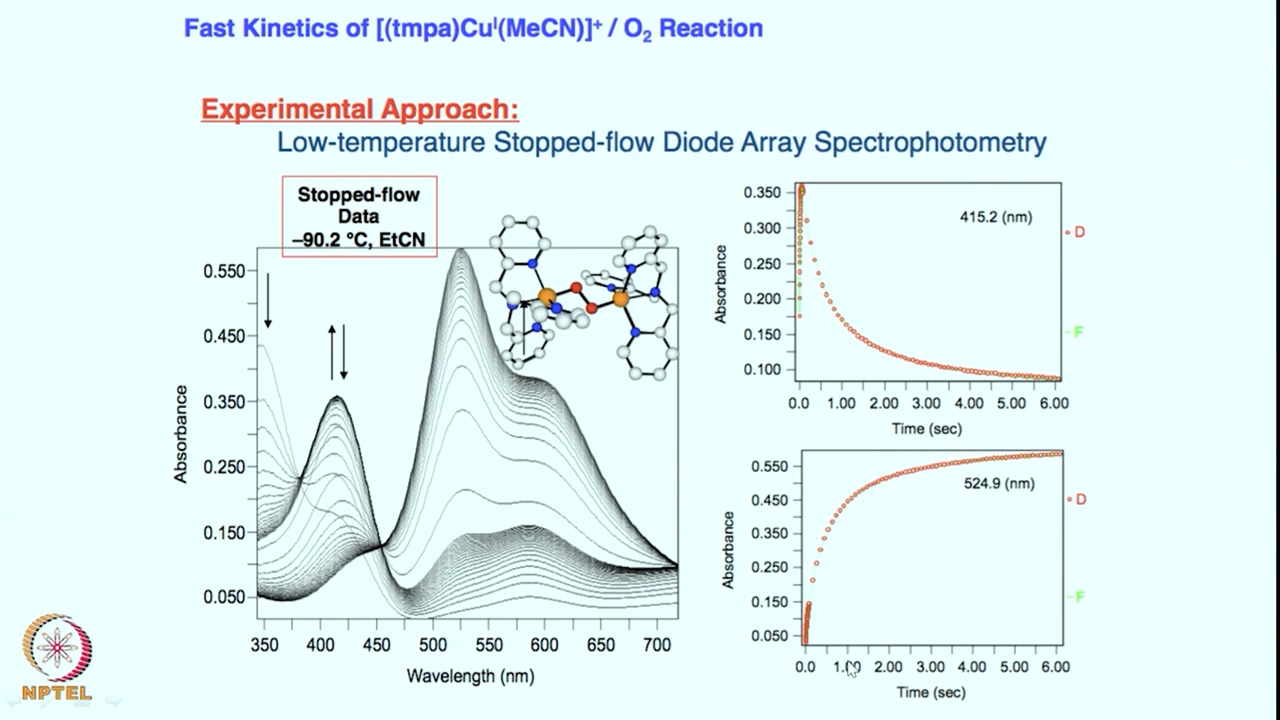 Fast Kinetics of [(tmpa)Cuᴵ(MeCN)]⁺ / O₂ Reaction
Experimental Approach:
Low-temperature Stopped-flow Diode Array Spectrophotometry
Stopped-flow
Data
–90.2 °C, EtCN
Absorbance
0.550
0.450
0.350
0.250
0.150
0.050
350 400 450 500 550 600 650 700
Wavelength (nm)
Absorbance
0.350
0.300
0.250
0.200
0.150
0.100
415.2 (nm)
D
F
0.0 1.00 2.00 3.00 4.00 5.00 6.00
Time (sec)
Absorbance
0.550
0.450
0.350
0.250
0.150
0.050
524.9 (nm)
D
F
0.0 1.00 2.00 3.00 4.00 5.00 6.00
Time (sec)
NPTEL